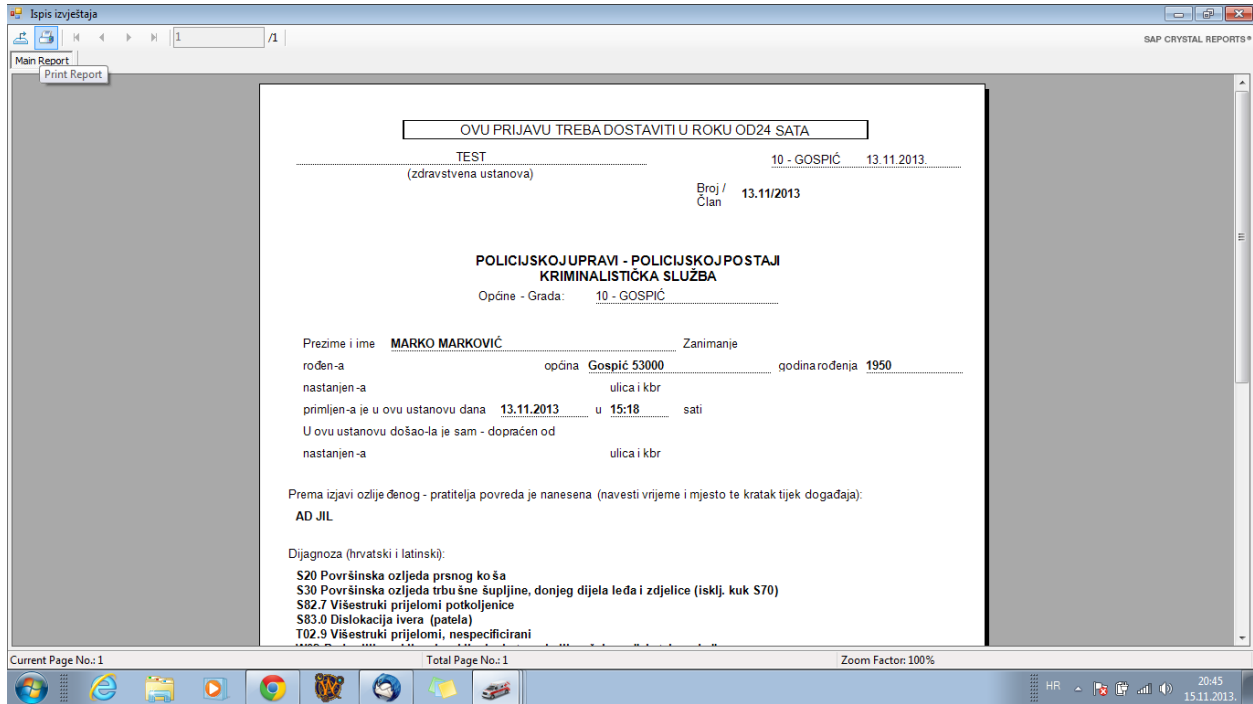 Ispis izvještaja
1 /1
SAP CRYSTAL REPORTS®
Main Report
Print Report
OVU PRIJAVU TREBA DOSTAVITI U ROKU OD24 SATA
TEST 10 - GOSPIĆ 13.11.2013.
(zdravstvena ustanova)
Broj / Član 13.11/2013
POLICIJSKOJ UPRAVI - POLICIJSKOJ POSTAJI
KRIMINALISTIČKA SLUŽBA
Općine - Grada: 10 - GOSPIĆ
Prezime i ime MARKO MARKOVIĆ Zanimanje
rođen-a općina Gospić 53000 godina rođenja 1950
nastanjen -a ulica i kbr
primljen-a je u ovu ustanovu dana 13.11.2013 u 15:18 sati
U ovu ustanovu došao-la je sam - dopraćen od
nastanjen -a ulica i kbr
Prema izjavi ozlijeđenog - pratitelja povreda je nanesena (navesti vrijeme i mjesto te kratak tijek događaja):
AD JIL
Dijagnoza (hrvatski i latinski):
S20 Površinska ozljeda prsnog koša
S30 Površinska ozljeda trbušne šupljine, donjeg dijela leđa i zdjelice (isklj. kuk S70)
S82.7 Višestruki prijelomi potkoljenice
S83.0 Dislokacija ivera (patela)
T02.9 Višestruki prijelomi, nespecificirani
Current Page No.: 1 Total Page No.: 1 Zoom Factor: 100%
HR 20:45
15.11.2013.